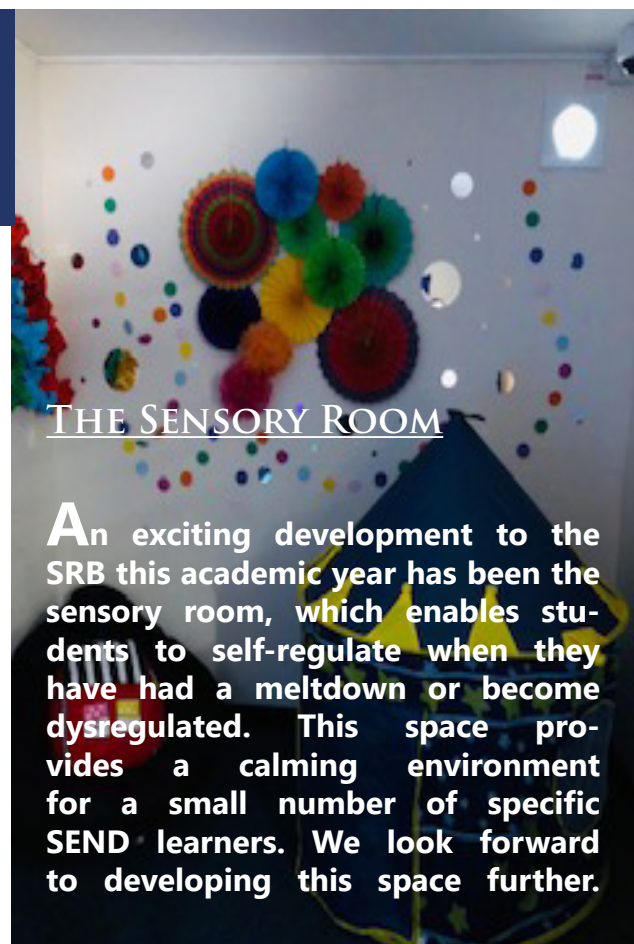 The Sensory Room
An exciting development to the
SRB this academic year has been the
sensory room, which enables stu-
dents to self-regulate when they
have had a meltdown or become
dysregulated. This space pro-
vides a calming environment
for a small number of specific
SEND learners. We look forward
to developing this space further.